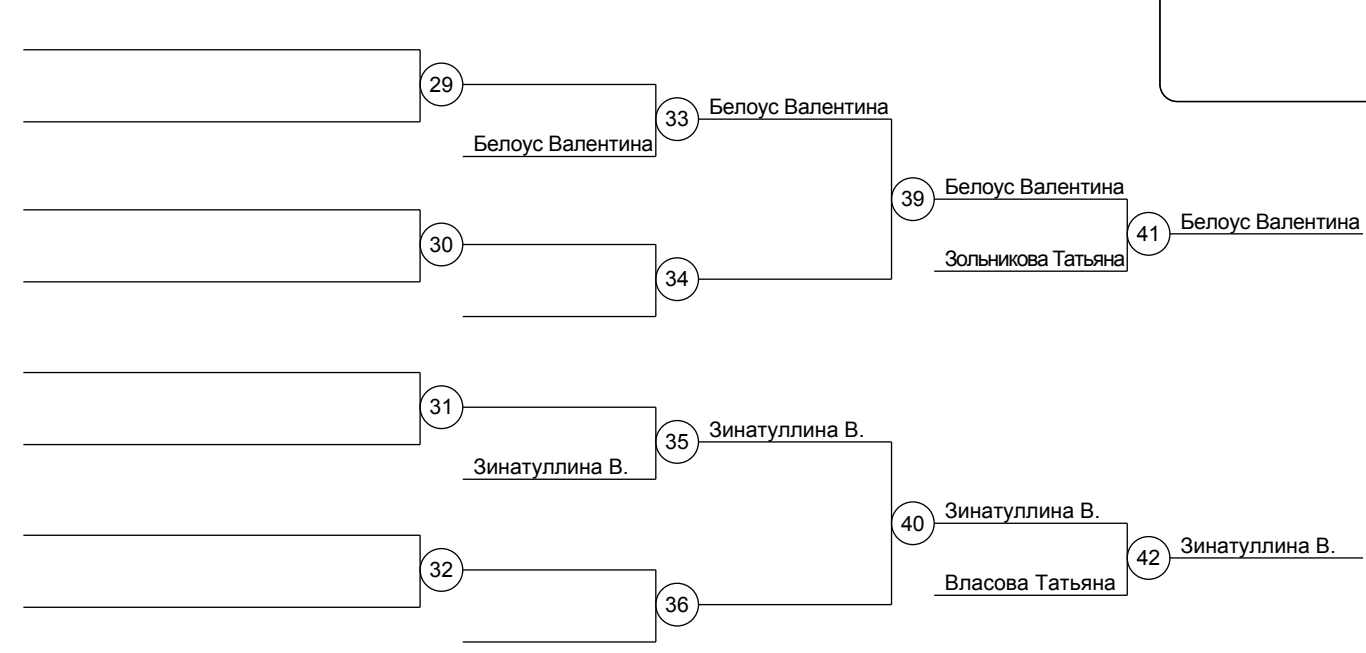 29
33
Белоус Валентина
Белоус Валентина
39
Белоус Валентина
41
Белоус Валентина
30
Зольникова Татьяна
34
31
35
Зинатуллина В.
Зинатуллина В.
40
Зинатуллина В.
42
Зинатуллина В.
32
Власова Татьяна
36